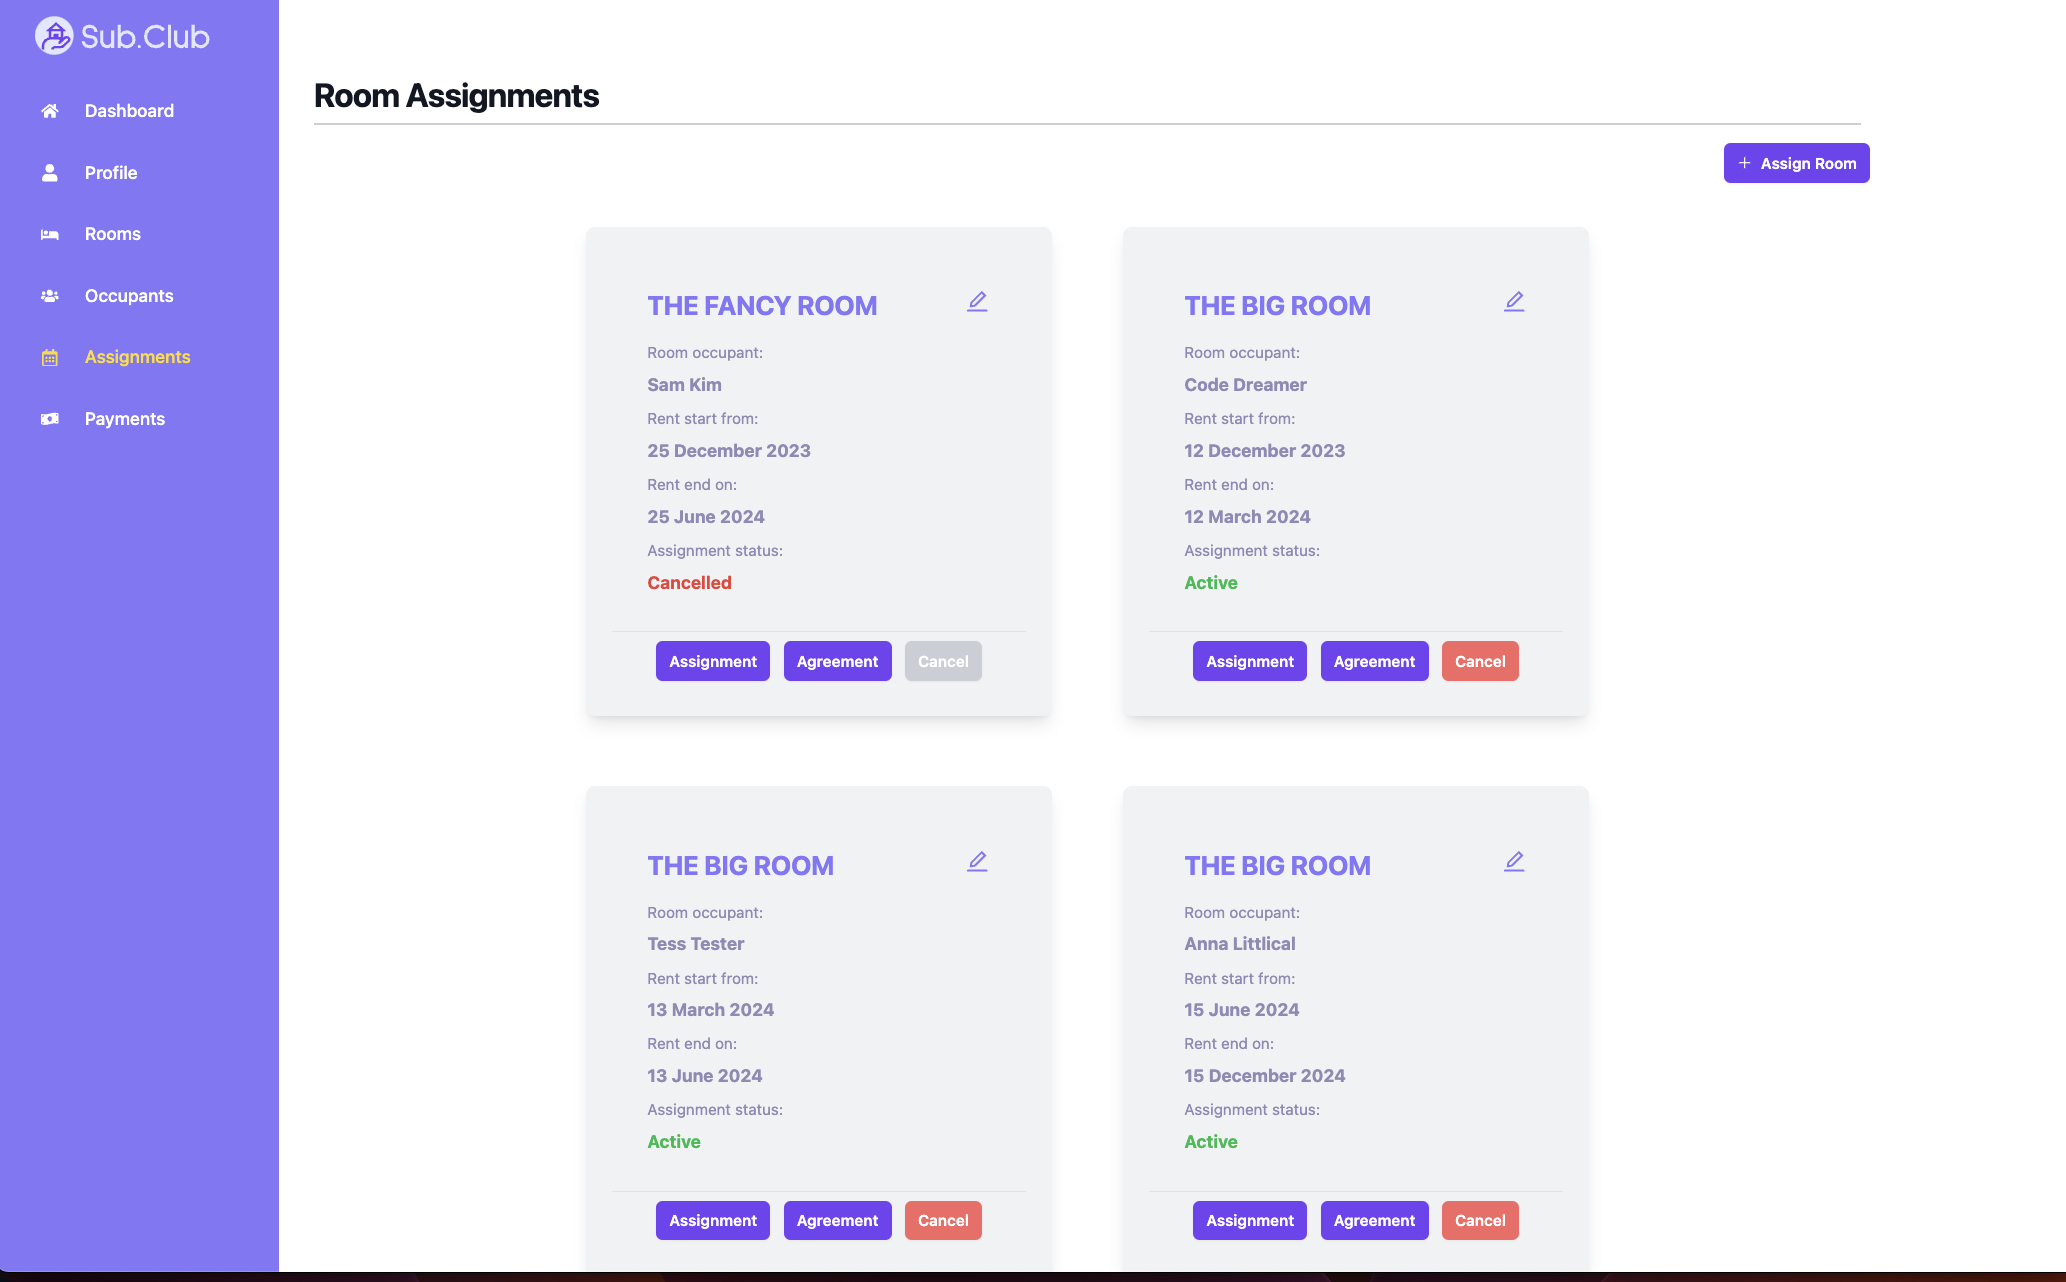 Sub.Club
Dashboard
Profile
Rooms
Occupants
Assignments
Payments
Room Assignments
+ Assign Room
THE FANCY ROOM
Room occupant:
Sam Kim
Rent start from:
25 December 2023
Rent end on:
25 June 2024
Assignment status:
Cancelled
Assignment Agreement Cancel
THE BIG ROOM
Room occupant:
Code Dreamer
Rent start from:
12 December 2023
Rent end on:
12 March 2024
Assignment status:
Active
Assignment Agreement Cancel
THE BIG ROOM
Room occupant:
Tess Tester
Rent start from:
13 March 2024
Rent end on:
13 June 2024
Assignment status:
Active
Assignment Agreement Cancel
THE BIG ROOM
Room occupant:
Anna Littlical
Rent start from:
15 June 2024
Rent end on:
15 December 2024
Assignment status:
Active
Assignment Agreement Cancel